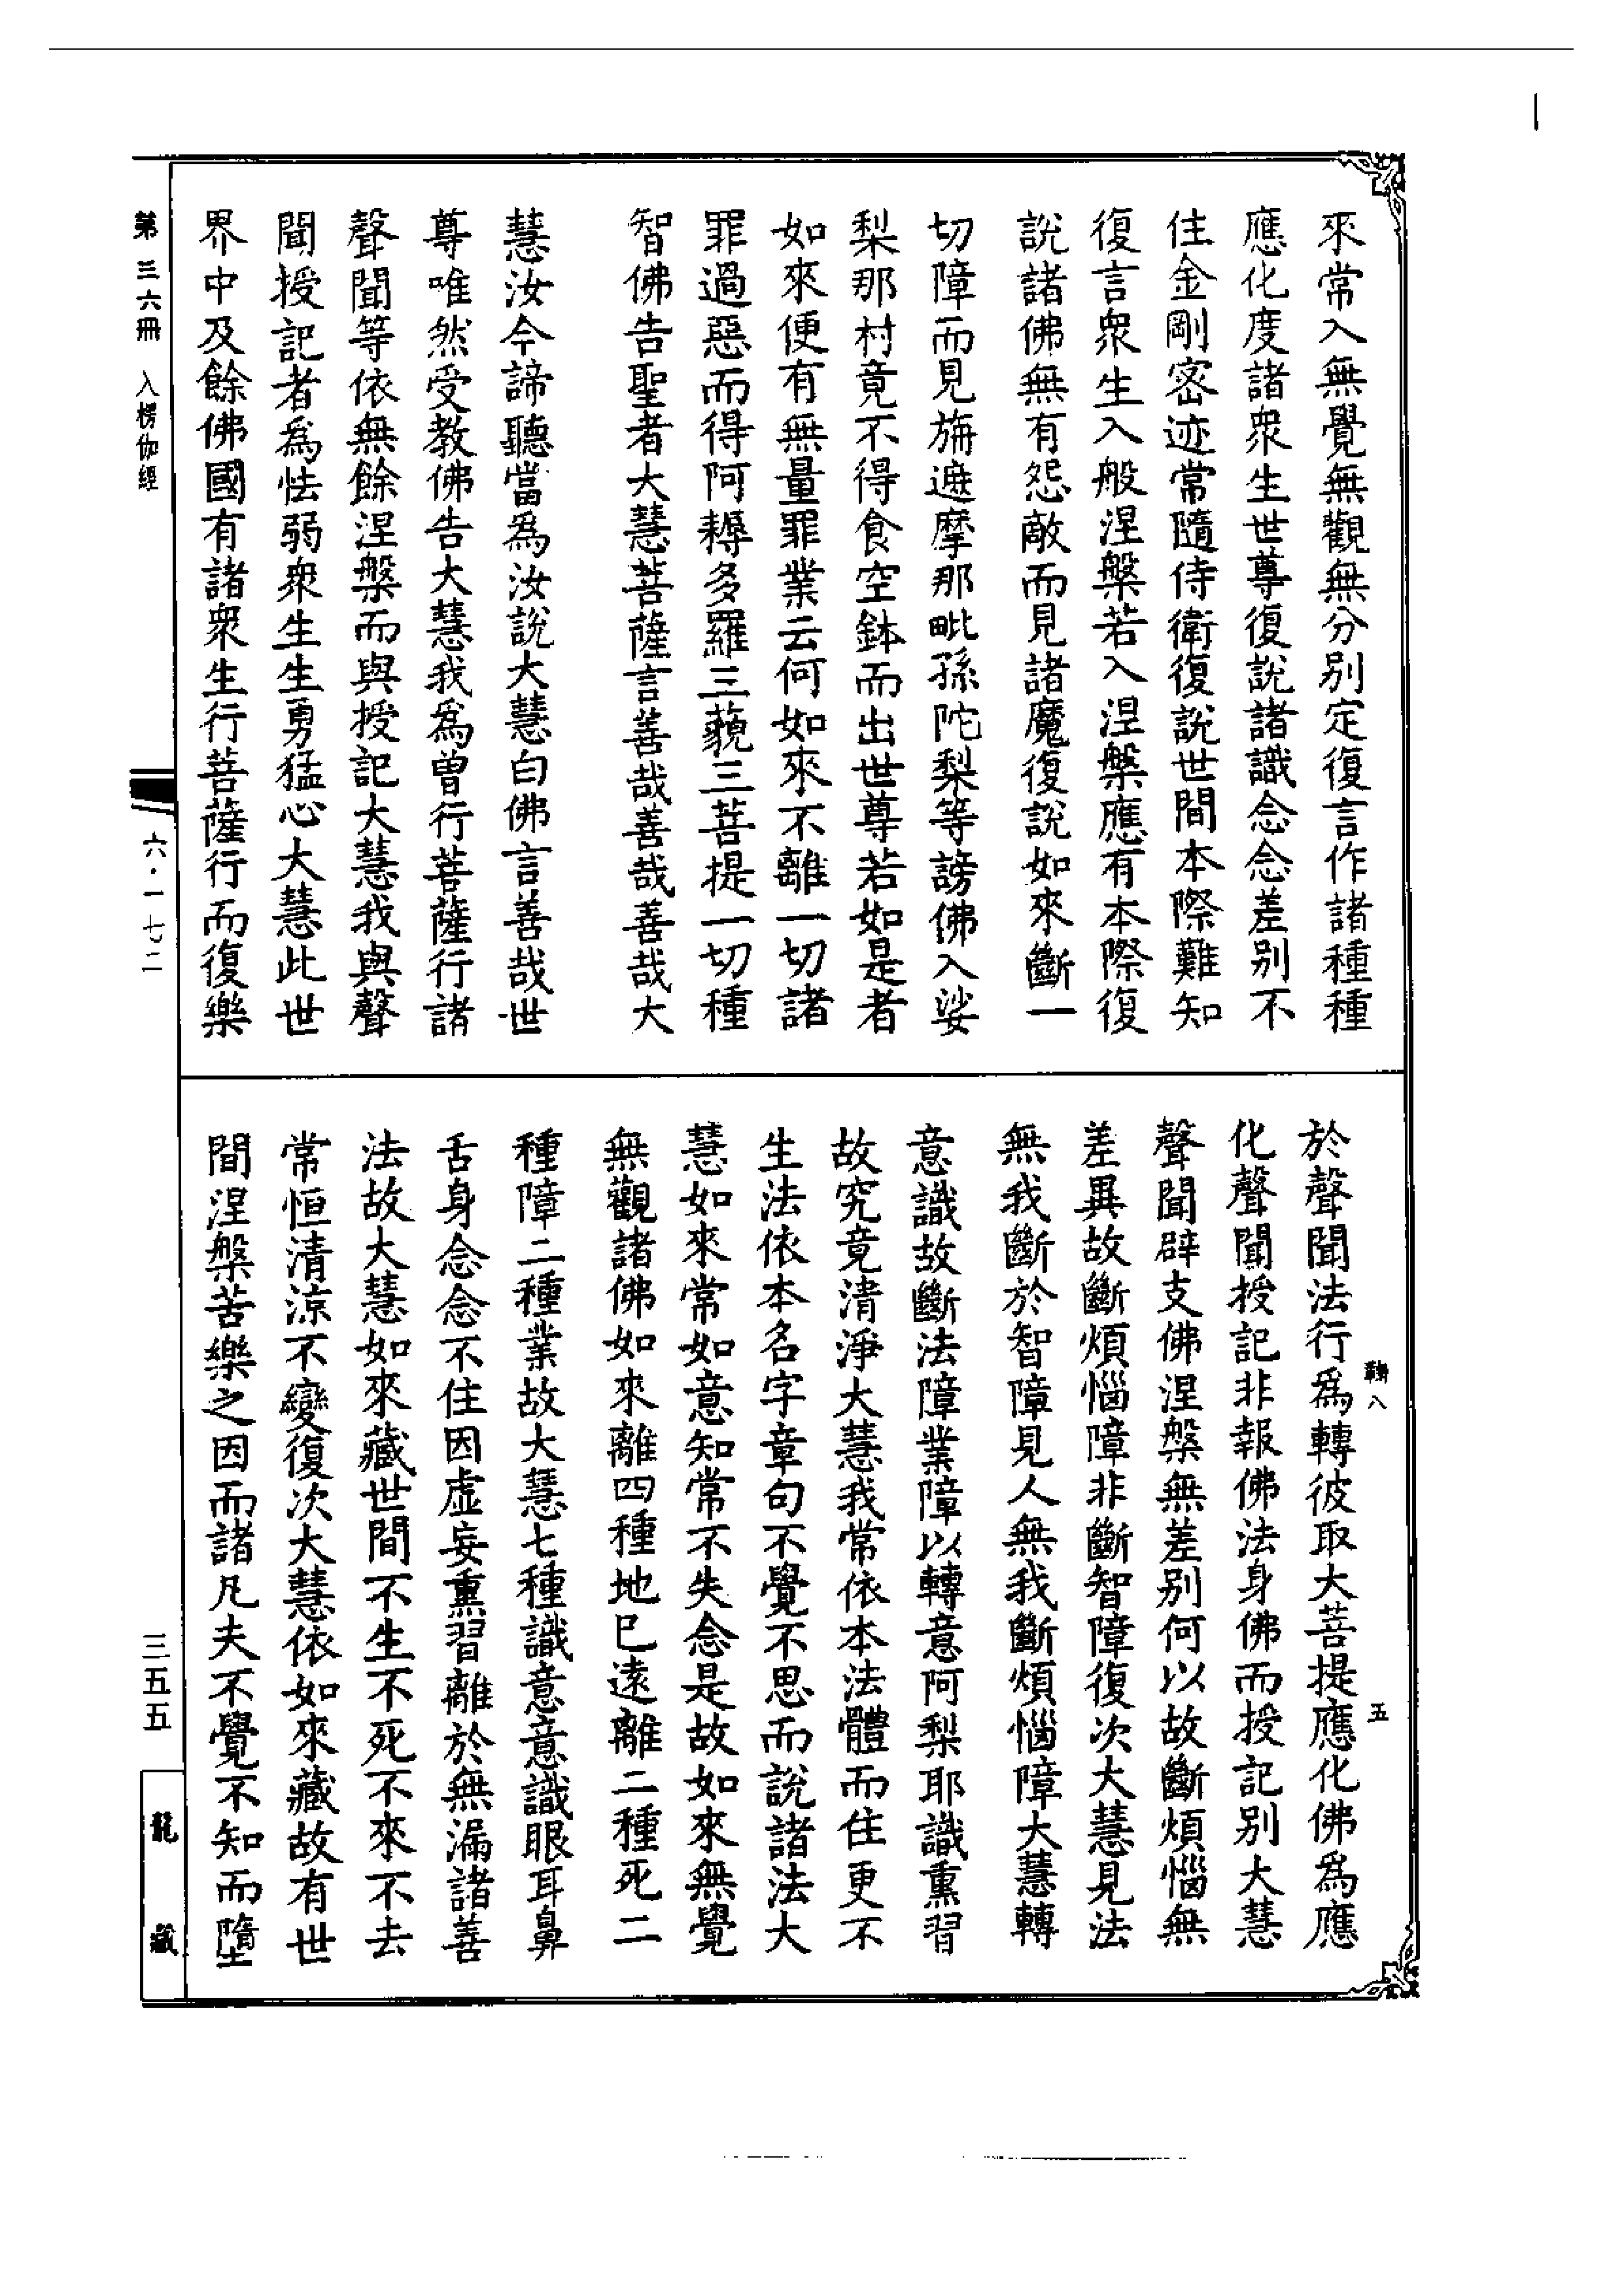 來常入無覺無觀無分別定復言作諸種種
應化度諸眾生世尊復說諸識念念差別不
住金剛密迹常隨侍衛復說世間本際難知
復言眾生入般涅槃若入涅槃應有本際復
說諸佛無有怨敵而見諸魔復說如來斷一
切障而見旃遮摩那毗孫陀梨等謗佛入娑
梨那村竟不得食空鉢而出世尊若如是者
如來便有無量罪業云何如來不離一切諸
罪過惡而得阿耨多羅三藐三菩提一切種
智佛告聖者大慧菩薩言善哉善哉善哉大
慧汝今諦聽當為汝說大慧白佛言善哉世
尊唯然受教佛告大慧我為曾行菩薩行諸
聲聞等依無餘涅槃而與授記大慧我與聲
聞授記者為怯弱眾生生勇猛心大慧此世
界中及餘佛國有諸眾生行菩薩行而復樂
於聲聞法行為轉彼取大菩提應化佛為應
化聲聞授記非報佛法身佛而授記別大慧
聲聞辟支佛涅槃無差別何以故斷煩惱無
差異故斷煩惱障非斷智障復次大慧見法
無我斷於智障見人無我斷煩惱障大慧轉
意識故斷法障業障以轉意阿梨耶識熏習
故究竟清淨大慧我常依本法體而住更不
生法依本名字章句不覺不思而說諸法大
慧如來常如意知常不失念是故如來無覺
無觀諸佛如來離四種地已遠離二種死二
種障二種業故大慧七種識意意識眼耳鼻
舌身念念不住因虛妄熏習離於無漏諸善
法故大慧如來藏世間不生不死不來不去
常恒清涼不變復次大慧依如來藏故有世
間涅槃苦樂之因而諸凡夫不覺不知而墮
八
五
第三六冊 入楞伽經
六·一七二
三五五
龍藏